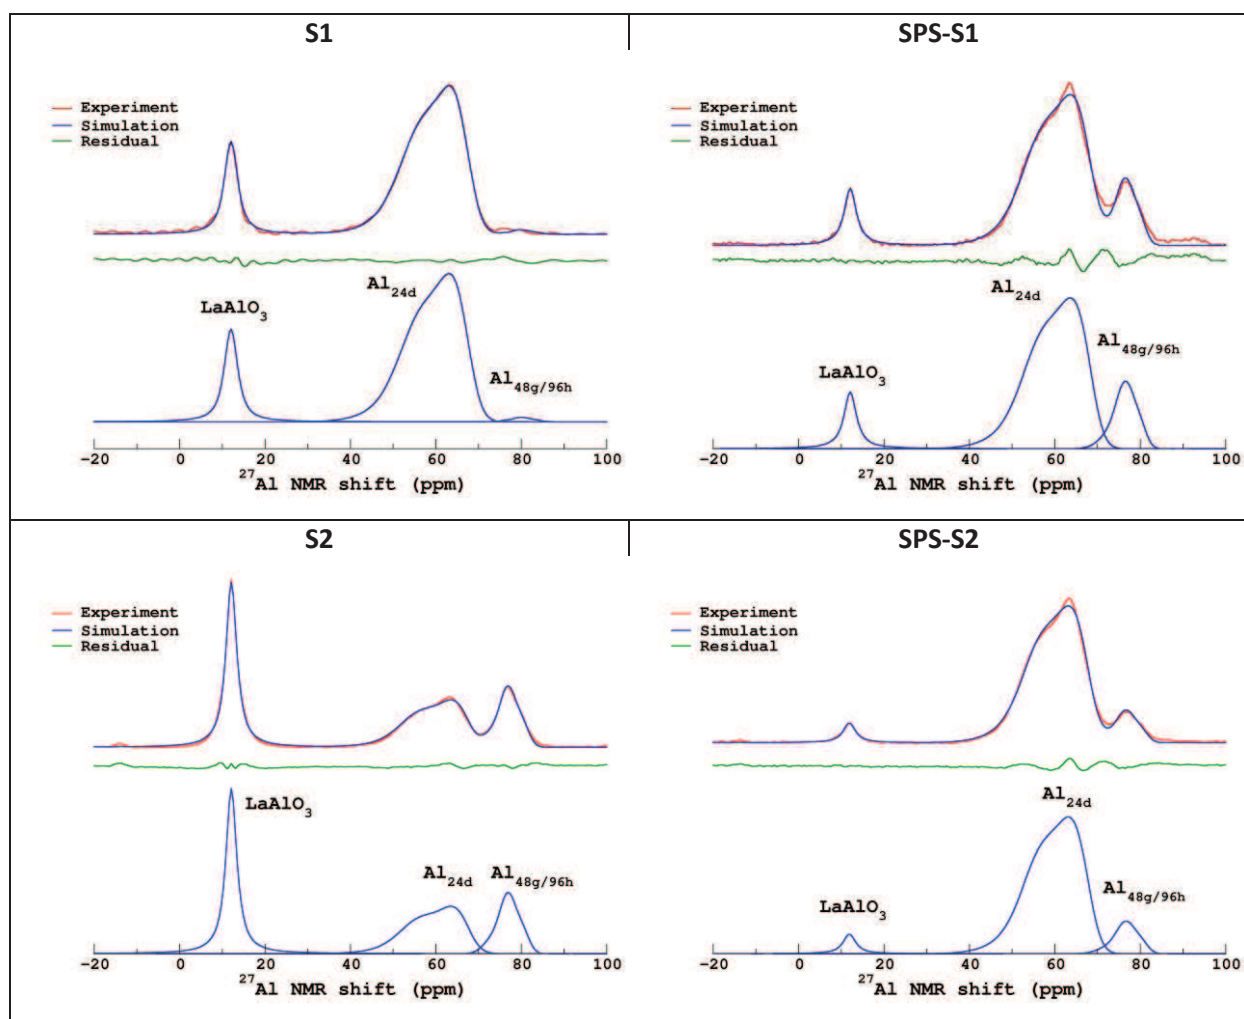 S1
SPS-S1
Experiment
Simulation
Residual
LaAlO3
Al24d
Al48g/96h
−20 0 20 40 60 80 100
27Al NMR shift (ppm)
Experiment
Simulation
Residual
LaAlO3
Al24d
Al48g/96h
−20 0 20 40 60 80 100
27Al NMR shift (ppm)
S2
SPS-S2
Experiment
Simulation
Residual
LaAlO3
Al24d
Al48g/96h
−20 0 20 40 60 80 100
27Al NMR shift (ppm)
Experiment
Simulation
Residual
LaAlO3
Al24d
Al48g/96h
−20 0 20 40 60 80 100
27Al NMR shift (ppm)